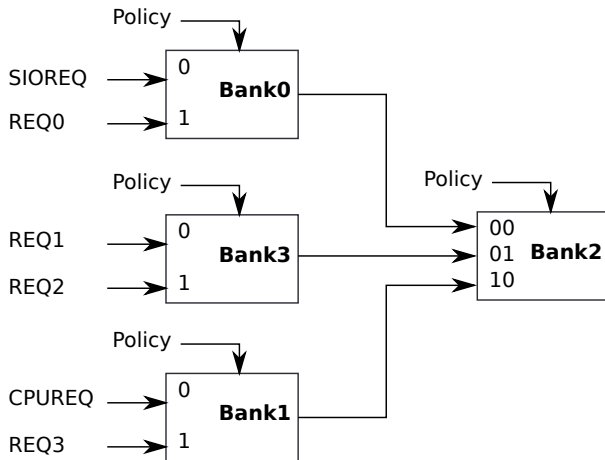 Policy
SIOREQ
0
Bank0
REQ0
1
Policy
REQ1
0
Bank3
REQ2
1
Policy
00
01
Bank2
10
Policy
CPUREQ
0
Bank1
REQ3
1